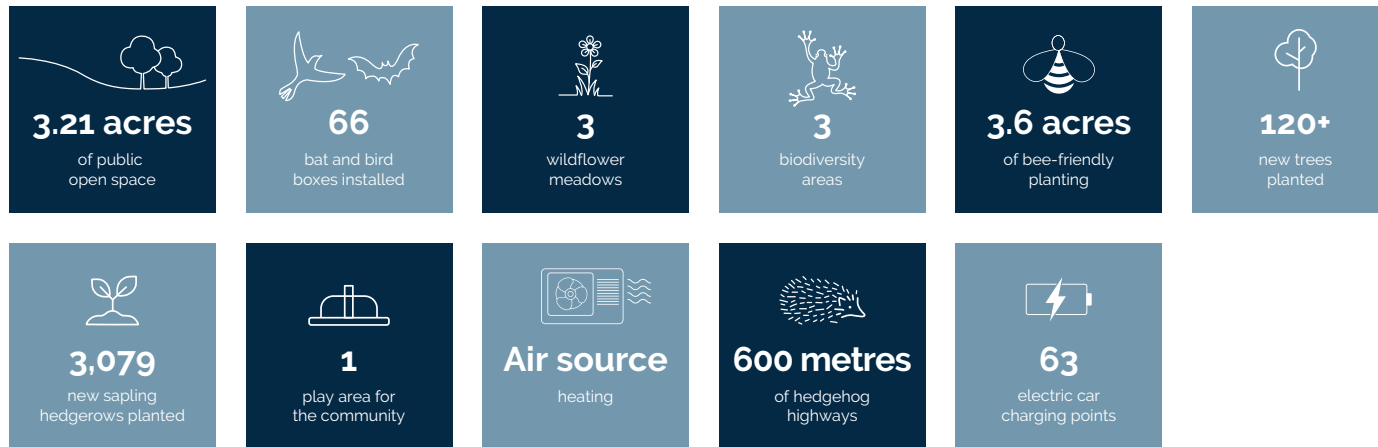 3.21 acres
of public
open space
66
bat and bird
boxes installed
3
wildflower
meadows
3
biodiversity
areas
3.6 acres
of bee-friendly
planting
120+
new trees
planted
3,079
new sapling
hedgerows planted
1
play area for
the community
Air source
heating
600 metres
of hedgehog
highways
63
electric car
charging points